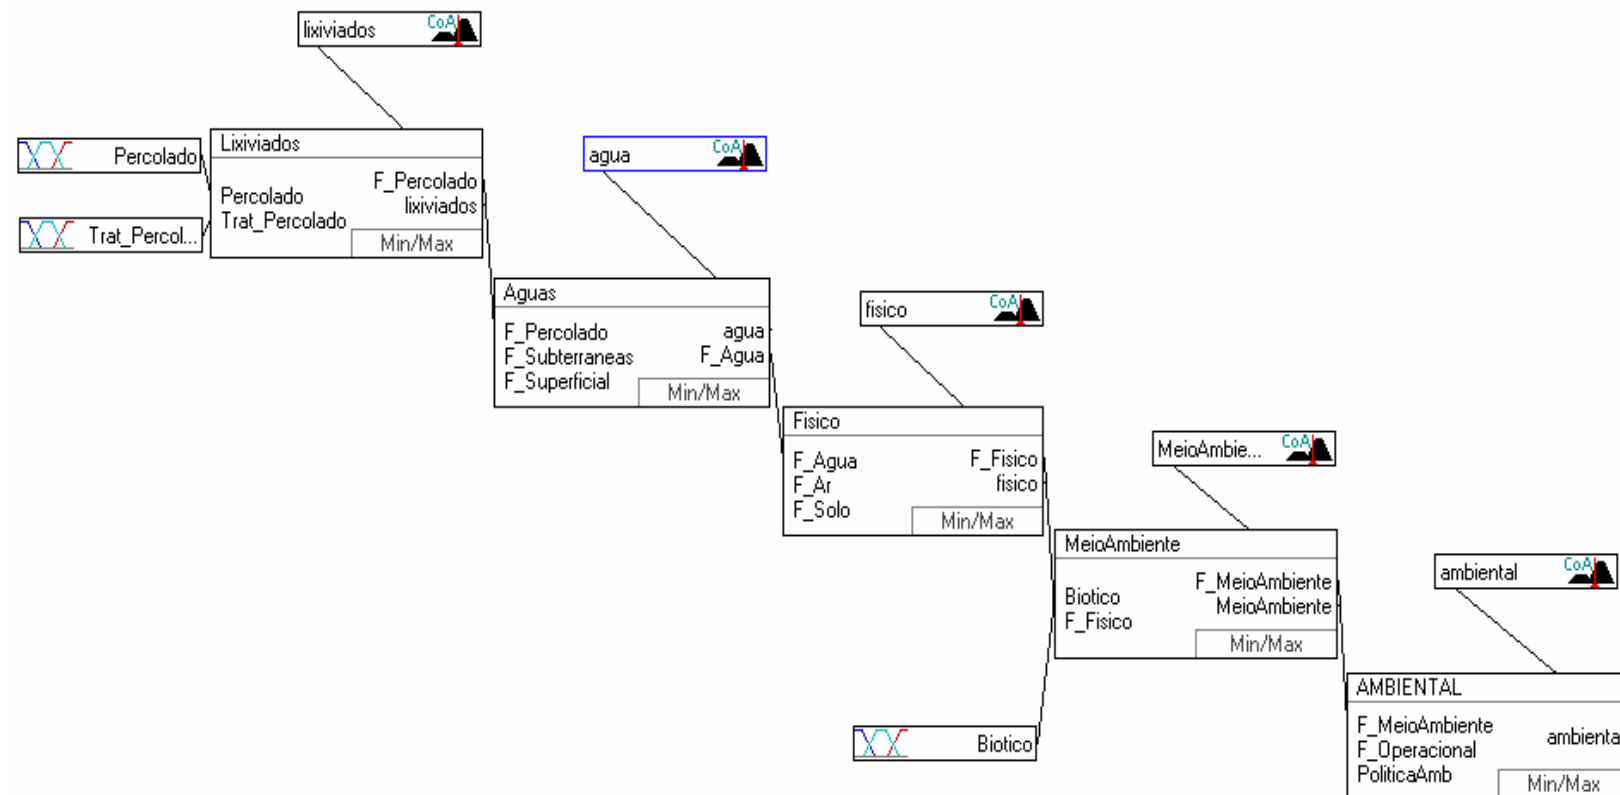 lixiviados CoA
Percolado
Trat_Percol...
Lixiviados
Percolado
Trat_Percolado
F_Percolado
lixiviados
Min/Max
agua CoA
Aguas
F_Percolado
F_Subterraneas
F_Superficial
agua
F_Agua
Min/Max
fisico CoA
Fisico
F_Agua
F_Ar
F_Solo
F_Fisico
fisico
Min/Max
MeioAmbie... CoA
MeioAmbiente
Biotico
F_Fisico
F_MeioAmbiente
MeioAmbiente
Min/Max
Biotico
ambiental CoA
AMBIENTAL
F_MeioAmbiente
F_Operacional
PoliticaAmb
ambienta
Min/Max